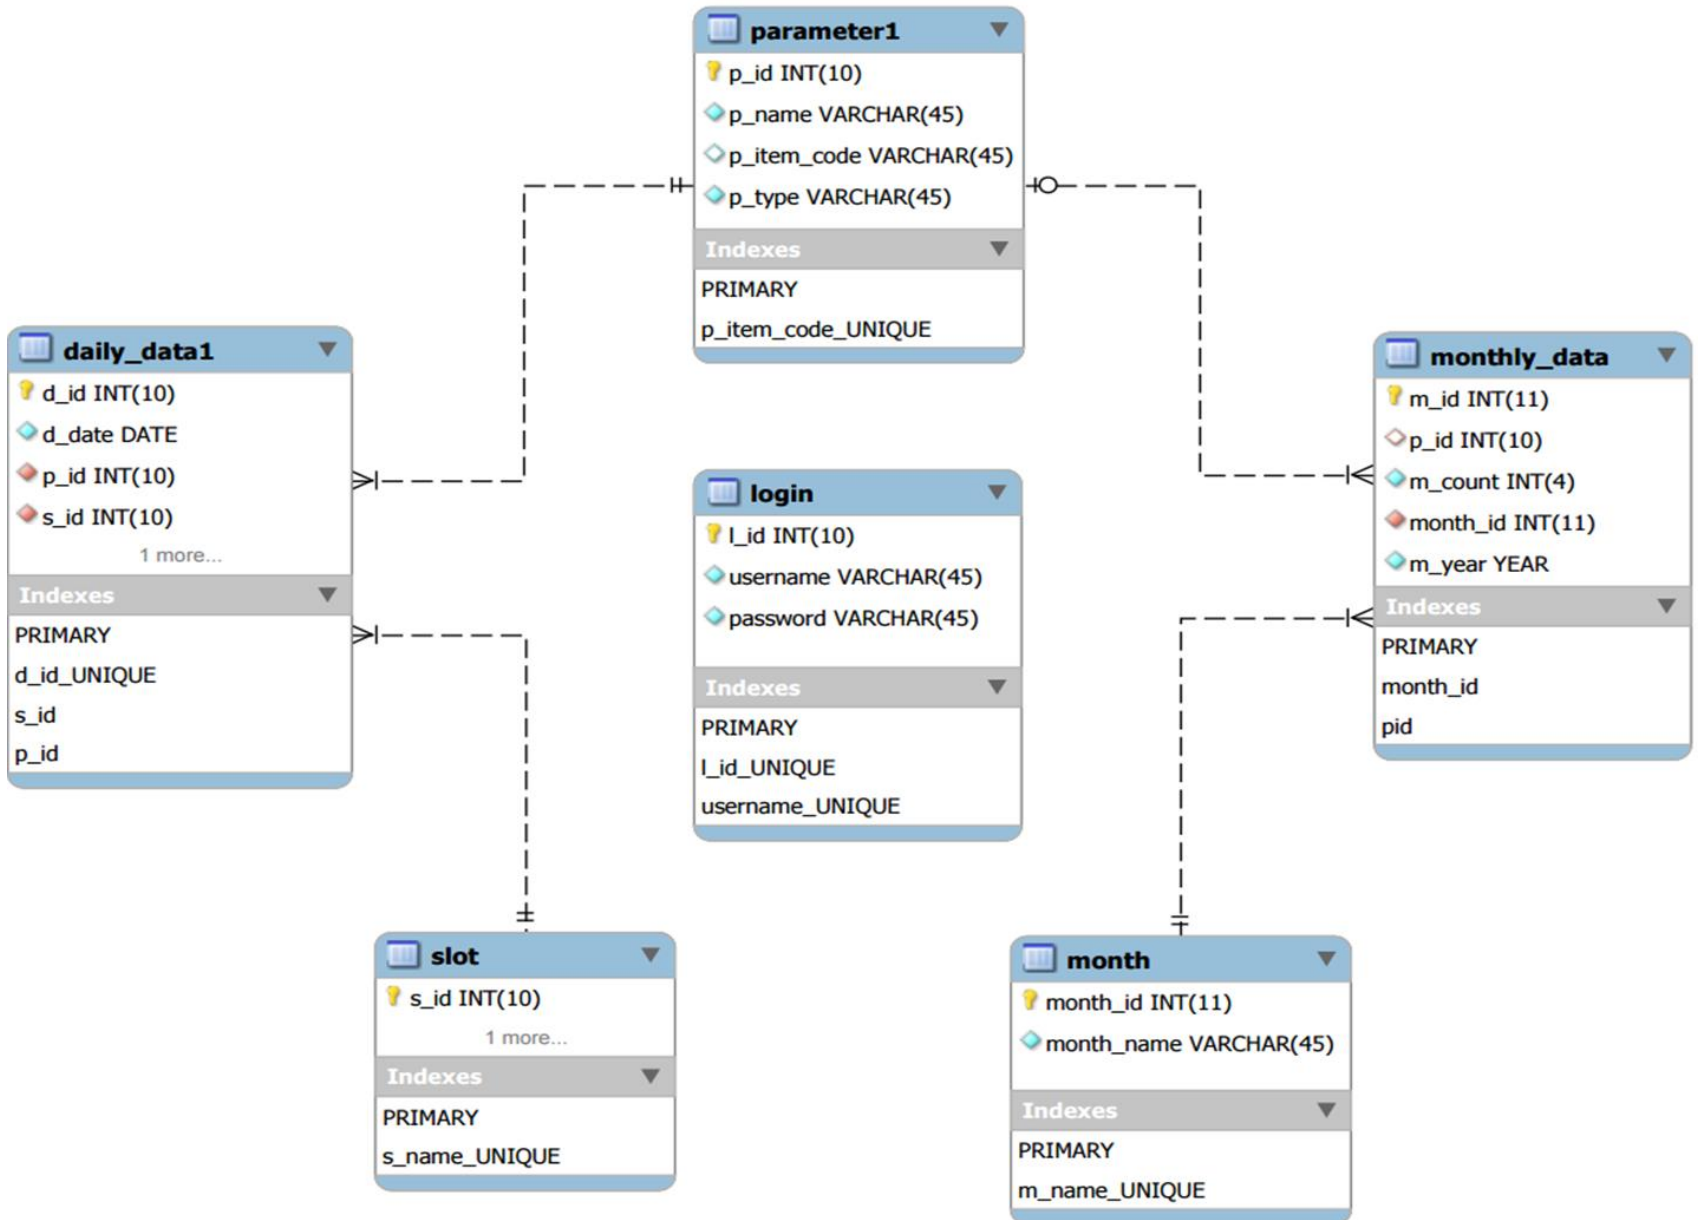 parameter1
p_id INT(10)
p_name VARCHAR(45)
p_item_code VARCHAR(45)
p_type VARCHAR(45)
Indexes
PRIMARY
p_item_code_UNIQUE
daily_data1
d_id INT(10)
d_date DATE
p_id INT(10)
s_id INT(10)
1 more...
Indexes
PRIMARY
d_id_UNIQUE
s_id
p_id
login
l_id INT(10)
username VARCHAR(45)
password VARCHAR(45)
Indexes
PRIMARY
l_id_UNIQUE
username_UNIQUE
monthly_data
m_id INT(11)
p_id INT(10)
m_count INT(4)
month_id INT(11)
m_year YEAR
Indexes
PRIMARY
month_id
pid
slot
s_id INT(10)
1 more...
Indexes
PRIMARY
s_name_UNIQUE
month
month_id INT(11)
month_name VARCHAR(45)
Indexes
PRIMARY
m_name_UNIQUE